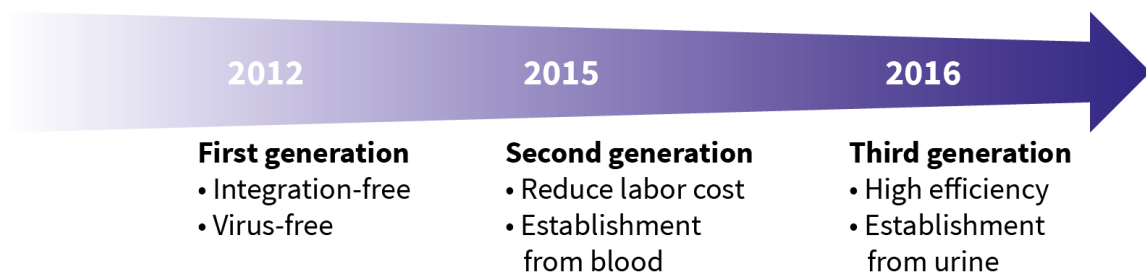 2012
2015
2016
First generation
• Integration-free
• Virus-free
Second generation
• Reduce labor cost
• Establishment
from blood
Third generation
• High efficiency
• Establishment
from urine